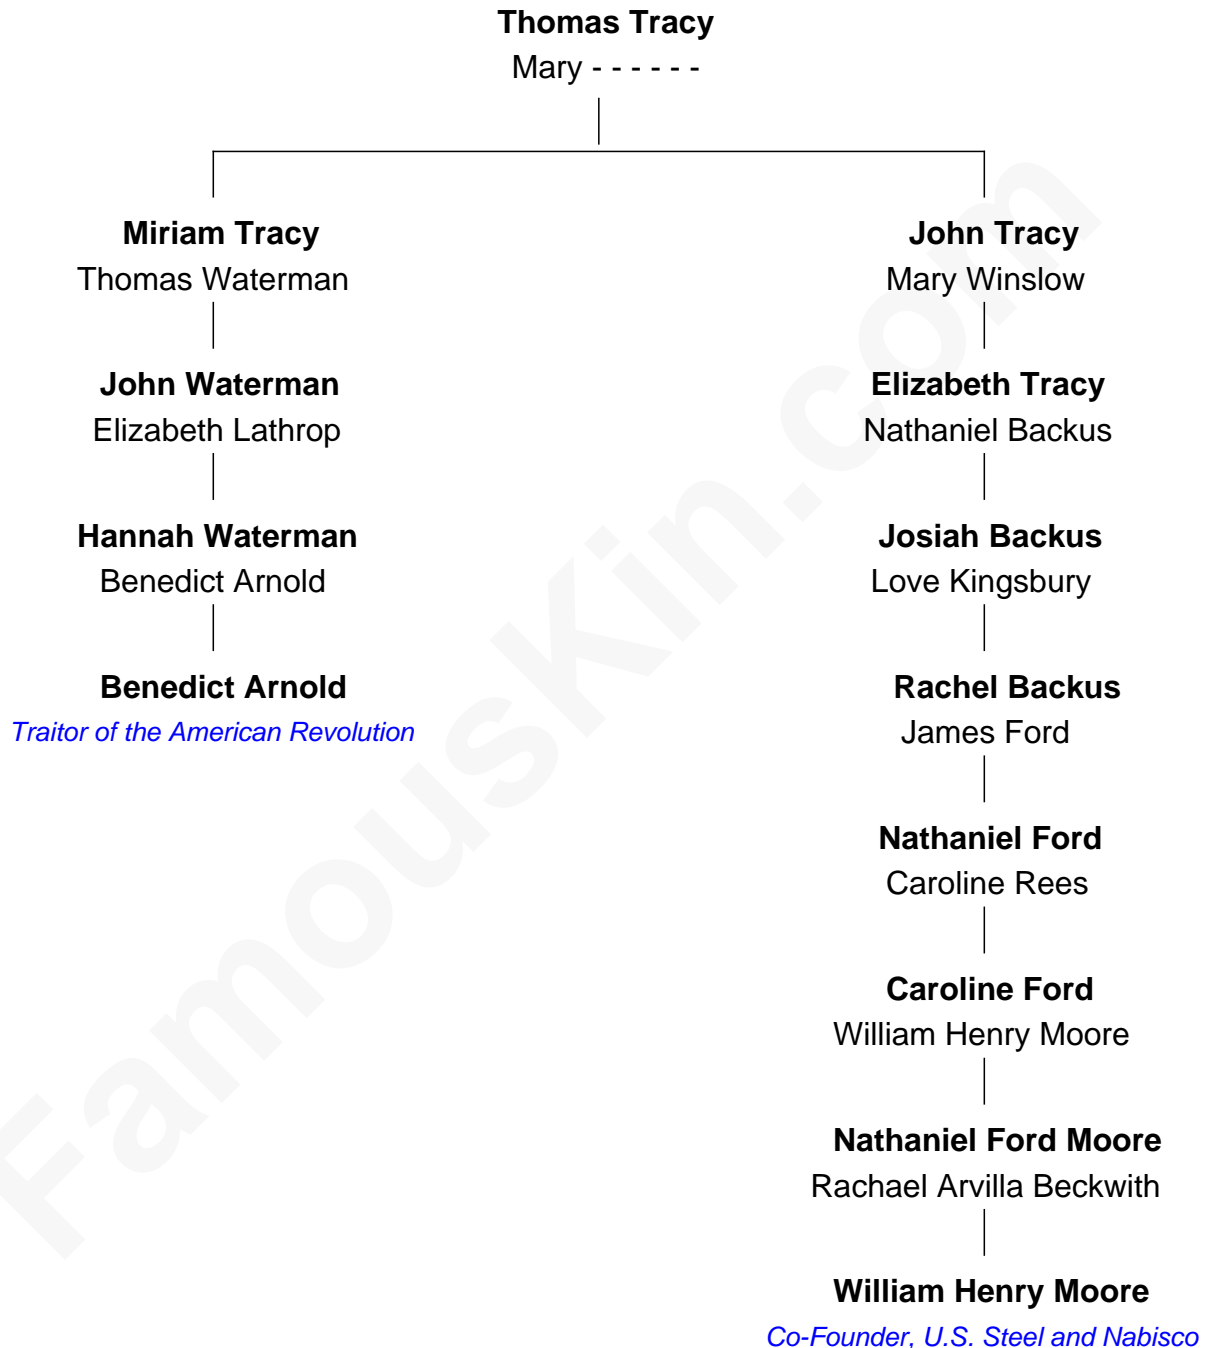 Thomas Tracy
Mary - - - - - -
Miriam Tracy
Thomas Waterman
John Tracy
Mary Winslow
John Waterman
Elizabeth Lathrop
Elizabeth Tracy
Nathaniel Backus
Hannah Waterman
Benedict Arnold
Josiah Backus
Love Kingsbury
Benedict Arnold
Traitor of the American Revolution
Rachel Backus
James Ford
Nathaniel Ford
Caroline Rees
Caroline Ford
William Henry Moore
Nathaniel Ford Moore
Rachael Arvilla Beckwith
William Henry Moore
Co-Founder, U.S. Steel and Nabisco
FamousKin.com